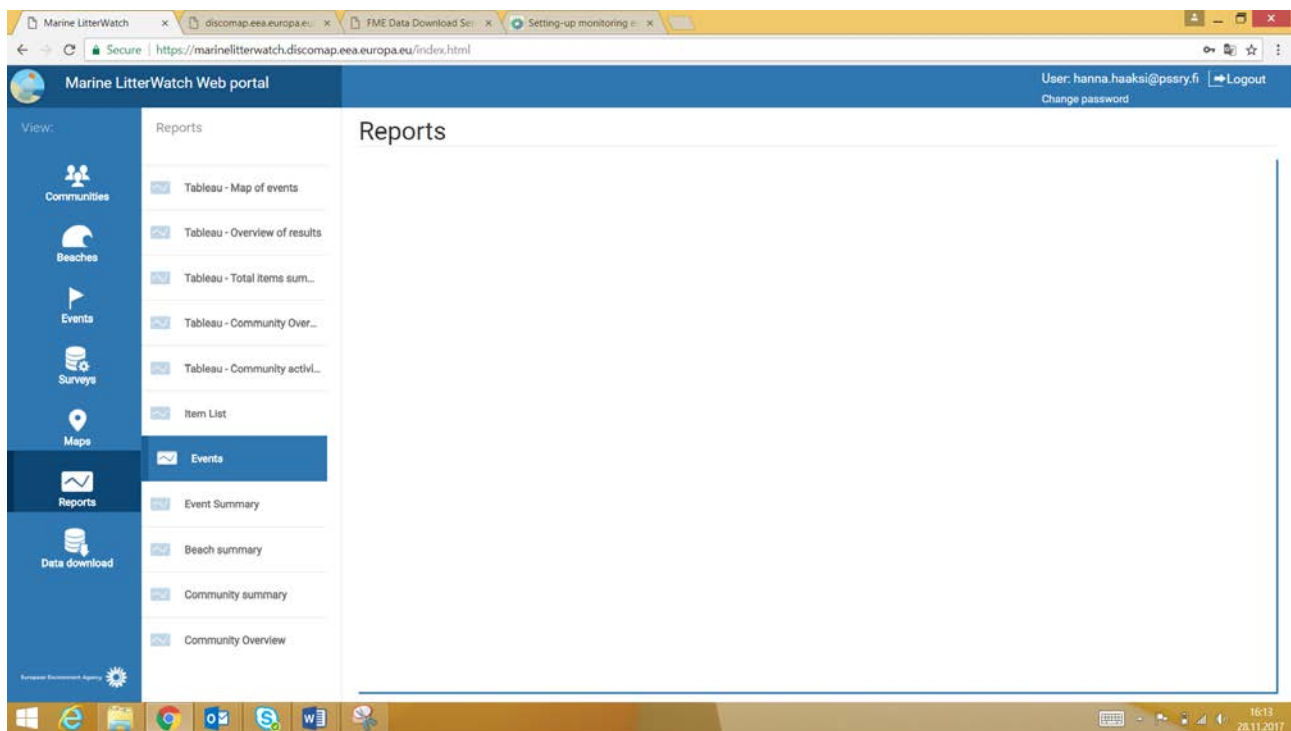 Marine LitterWatch
discomap.eea.europa.eu
FME Data Download Ser
Setting-up monitoring e
Secure | https://marinelitterwatch.discomap.eea.europa.eu/index.html
Marine LitterWatch Web portal
User: hanna.haaksi@pssry.fi Logout
Change password
View:
Communities
Beaches
Events
Surveys
Maps
Reports
Data download
European Environment Agency
Reports
Tableau - Map of events
Tableau - Overview of results
Tableau - Total items sum...
Tableau - Community Over...
Tableau - Community activi...
Item List
Events
Event Summary
Beach summary
Community summary
Community Overview
Reports
16:13
28.11.2017